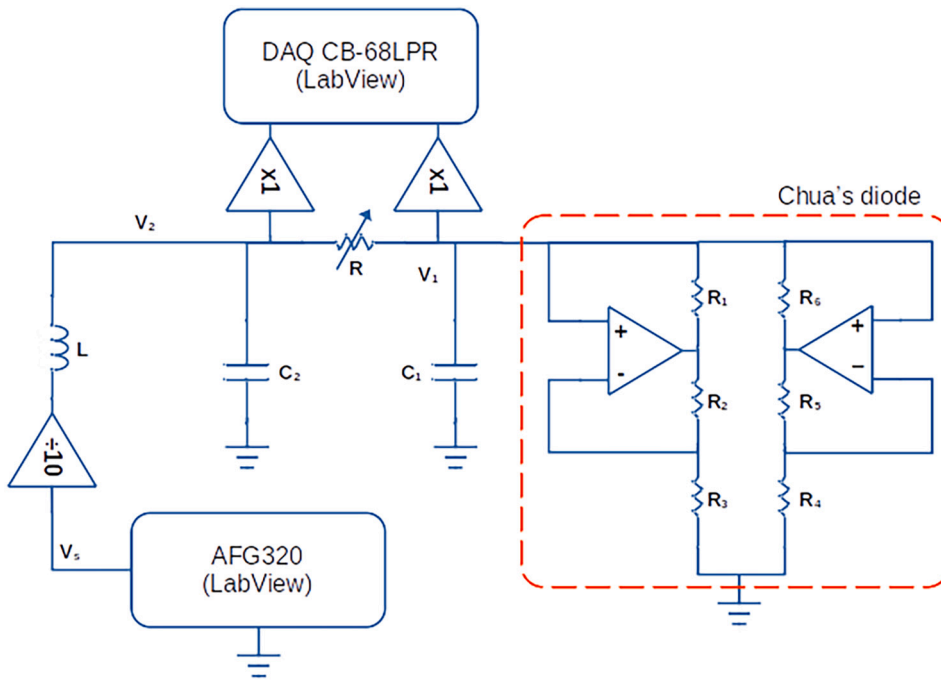 DAQ CB-68LPR
(LabView)
x1
x1
Chua's diode
V₂
R
V₁
R₁
R₆
+
+
L
C₂
C₁
-
−
R₂
R₅
÷10
R₃
R₄
Vₛ
AFG320
(LabView)